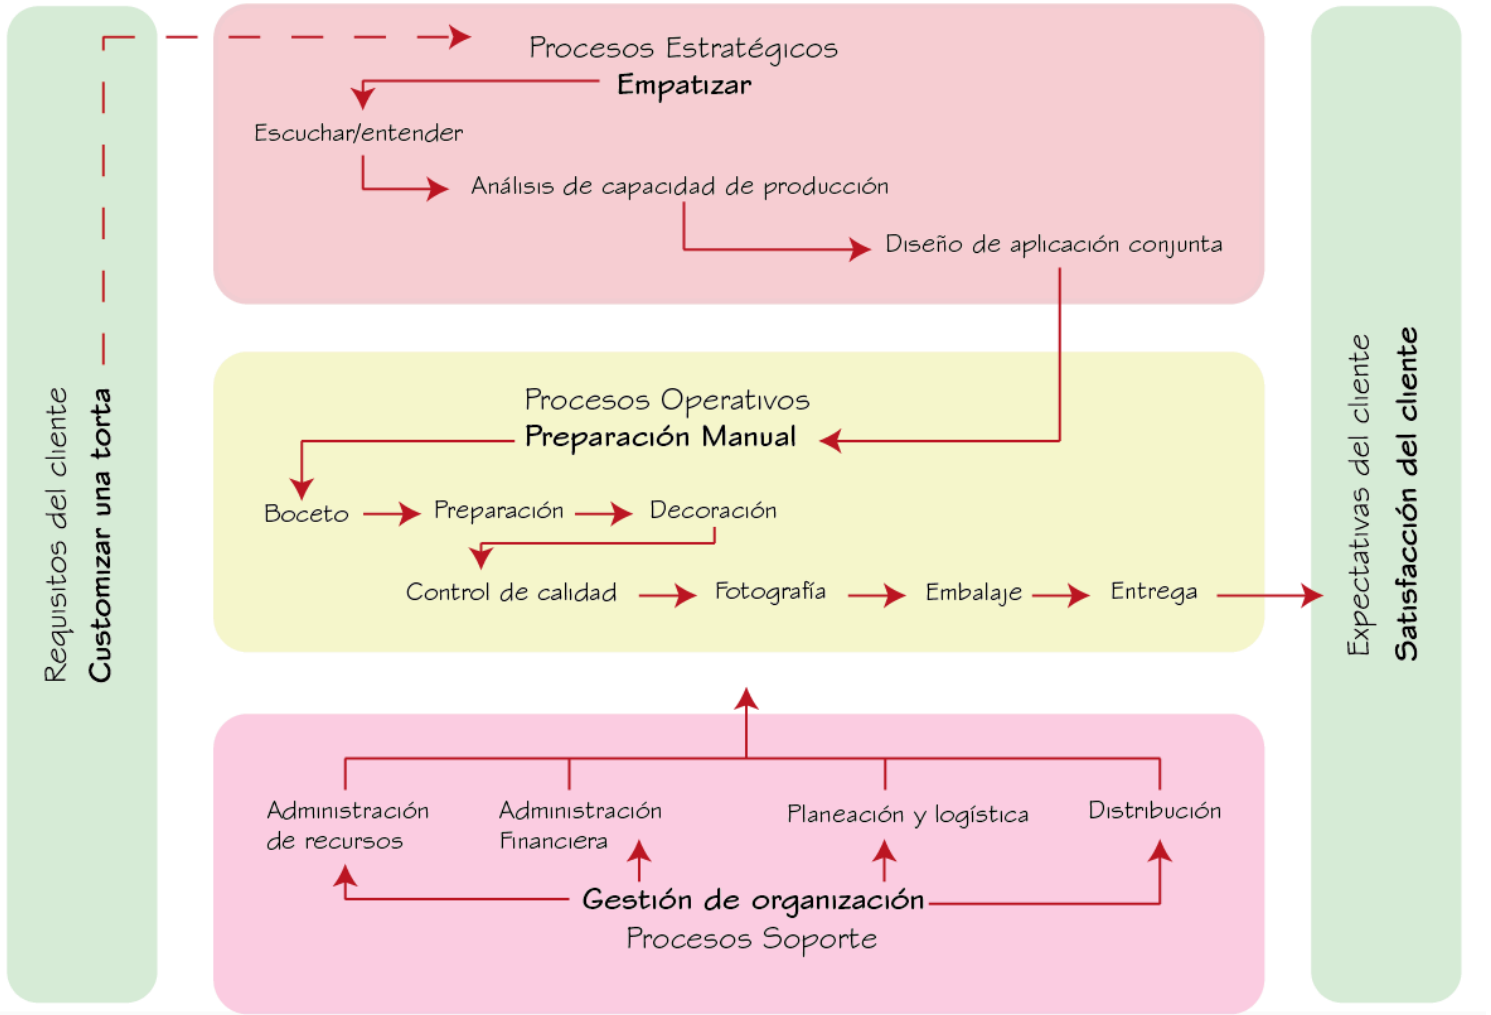 Requisitos del cliente
Customizar una torta
Procesos Estratégicos
Empatizar
Escuchar/entender
Análisis de capacidad de producción
Diseño de aplicación conjunta
Procesos Operativos
Preparación Manual
Boceto
Preparación
Decoración
Control de calidad
Fotografía
Embalaje
Entrega
Administración
de recursos
Administración
Financiera
Planeación y logística
Distribución
Gestión de organización
Procesos Soporte
Expectativas del cliente
Satisfacción del cliente